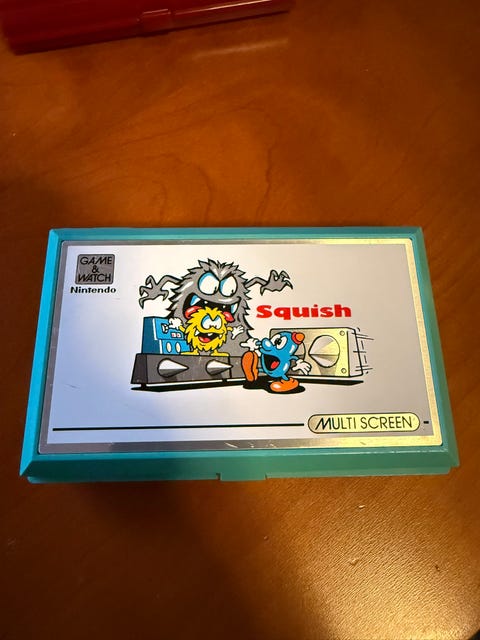 GAME
&
WATCH
Nintendo
Squish
MULTI SCREEN